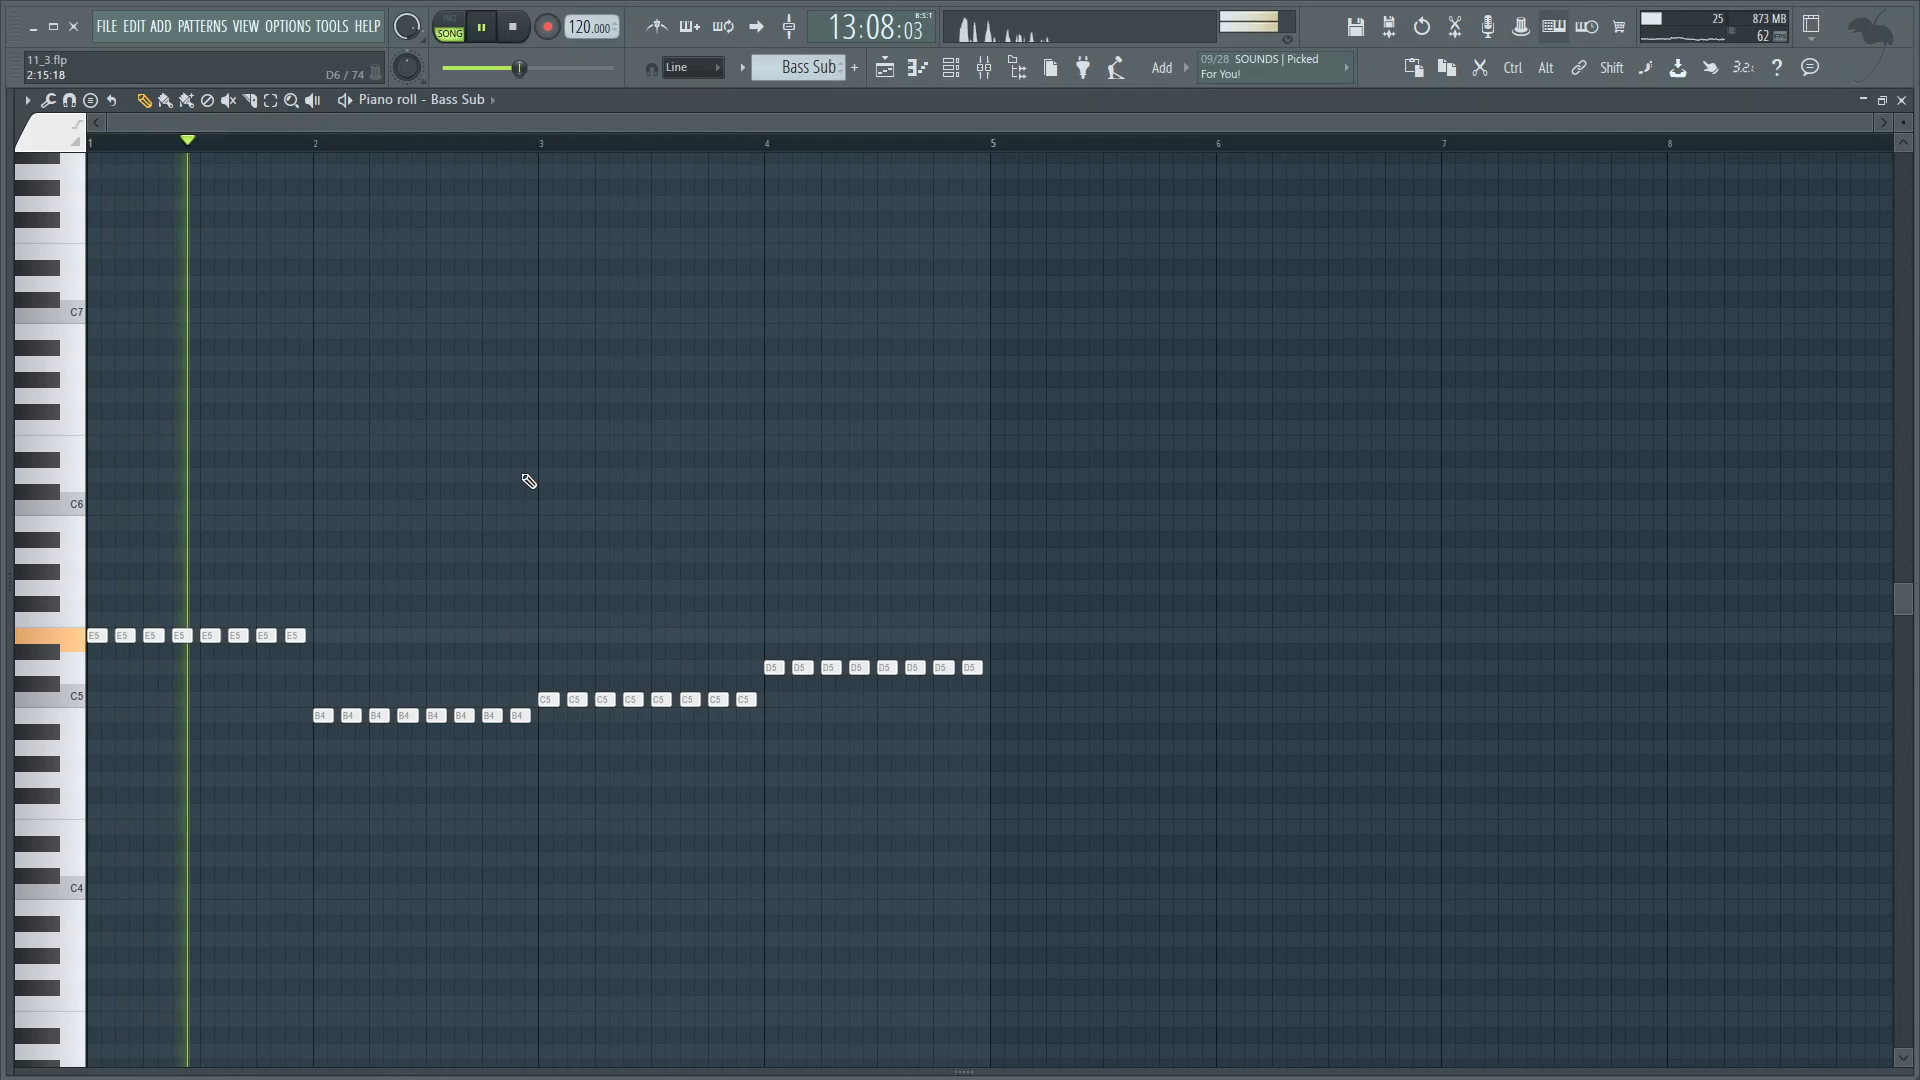 FILE EDIT ADD PATTERNS VIEW OPTIONS TOOLS HELP
PAT
SONG
120.000
13:08:03
B:S:T
25
873 MB
62
11_3.flp
2:15:18
D6 / 74
Line
Bass Sub
Add
09/28 SOUNDS | Picked
For You!
Ctrl
Alt
Shift
Piano roll - Bass Sub
1 2 3 4 5 6 7 8
C7
C6
E5 E5 E5 E5 E5 E5 E5 E5
D5 D5 D5 D5 D5 D5 D5 D5
C5
C5 C5 C5 C5 C5 C5 C5 C5
B4 B4 B4 B4 B4 B4 B4 B4
C4